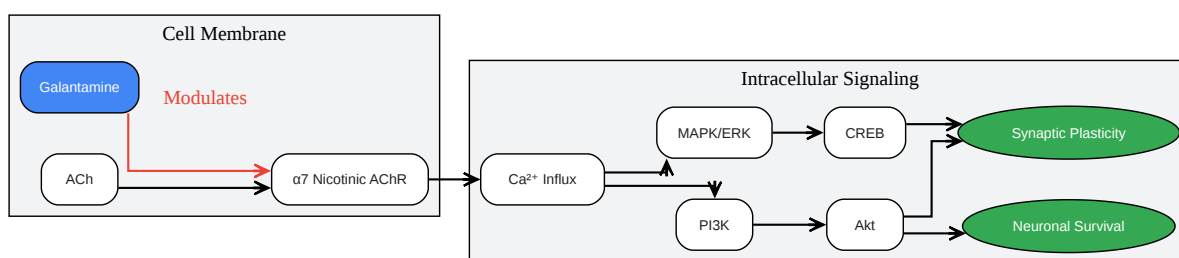 Cell Membrane
Galantamine
Modulates
ACh
α7 Nicotinic AChR
Intracellular Signaling
Ca²⁺ Influx
MAPK/ERK
CREB
Synaptic Plasticity
PI3K
Akt
Neuronal Survival